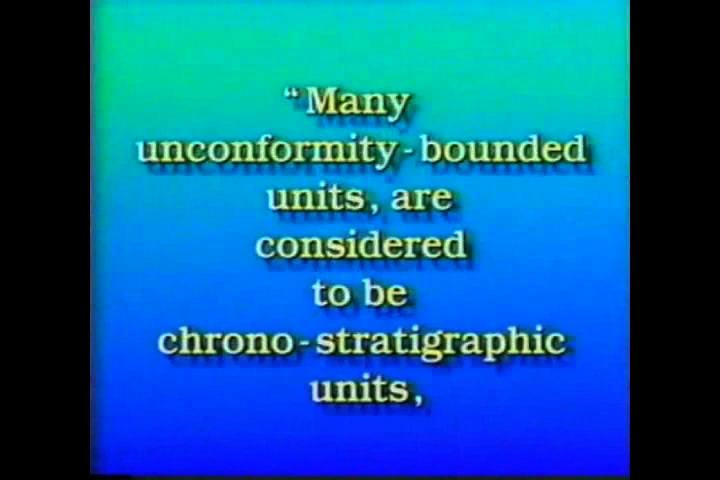 “Many
unconformity-bounded
units, are
considered
to be
chrono-stratigraphic
units,